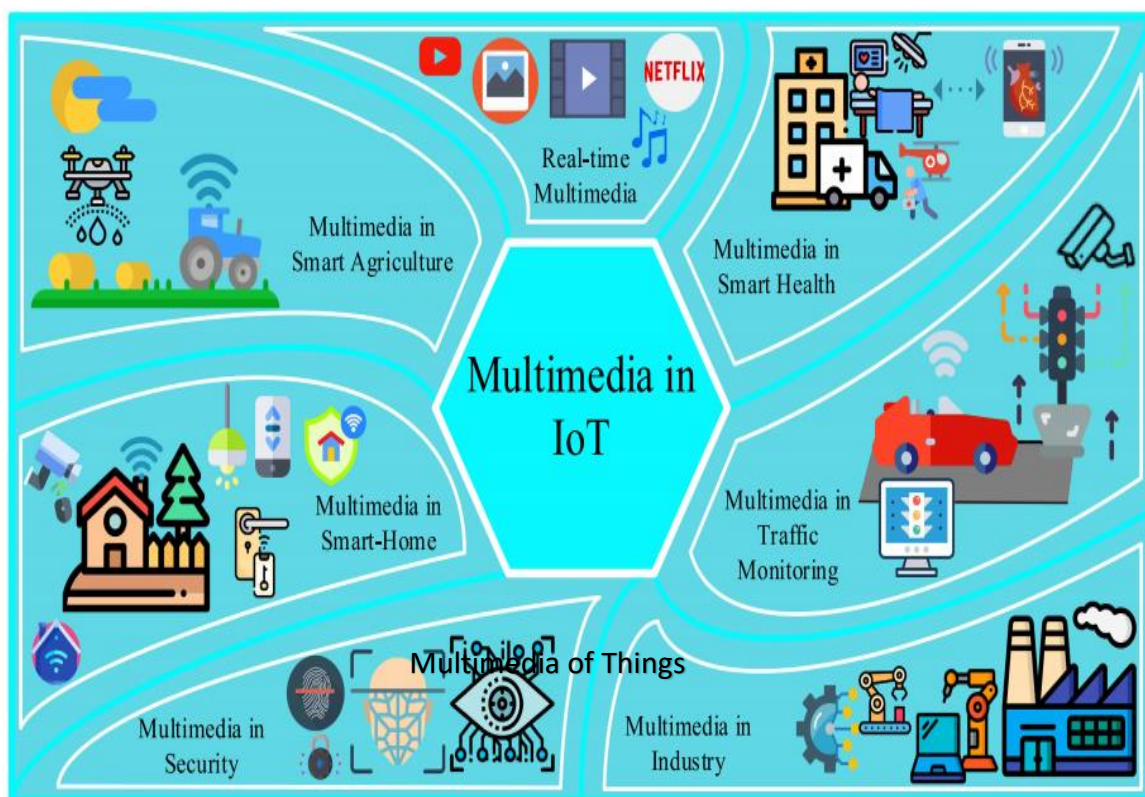 NETFLIX
Real-time
Multimedia
Multimedia in
Smart Agriculture
Multimedia in
Smart Health
Multimedia in
IoT
Multimedia in
Smart-Home
Multimedia in
Traffic
Monitoring
Multimedia of Things
Multimedia in
Security
Multimedia in
Industry